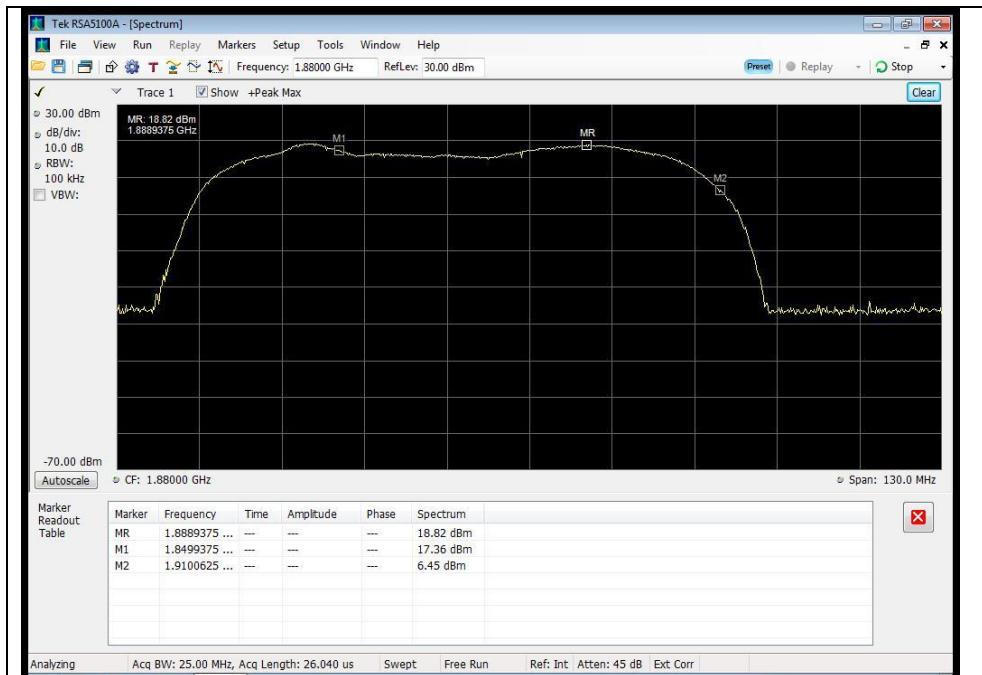 Tek RSA5100A - [Spectrum]
File View Run Replay Markers Setup Tools Window Help
T Frequency: 1.88000 GHz RefLev: 30.00 dBm Preset Replay Stop
Trace 1 Show +Peak Max Clear
30.00 dBm
dB/div:
10.0 dB
RBW:
100 kHz
VBW:
MR: 18.82 dBm
1.8889375 GHz
M1
MR
M2
-70.00 dBm
Autoscale CF: 1.88000 GHz Span: 130.0 MHz
Marker
Readout
Table
Marker Frequency Time Amplitude Phase Spectrum
MR 1.8889375 ... --- --- --- 18.82 dBm
M1 1.8499375 ... --- --- --- 17.36 dBm
M2 1.9100625 ... --- --- --- 6.45 dBm
Analyzing Acq BW: 25.00 MHz, Acq Length: 26.040 us Swept Free Run Ref: Int Atten: 45 dB Ext Corr